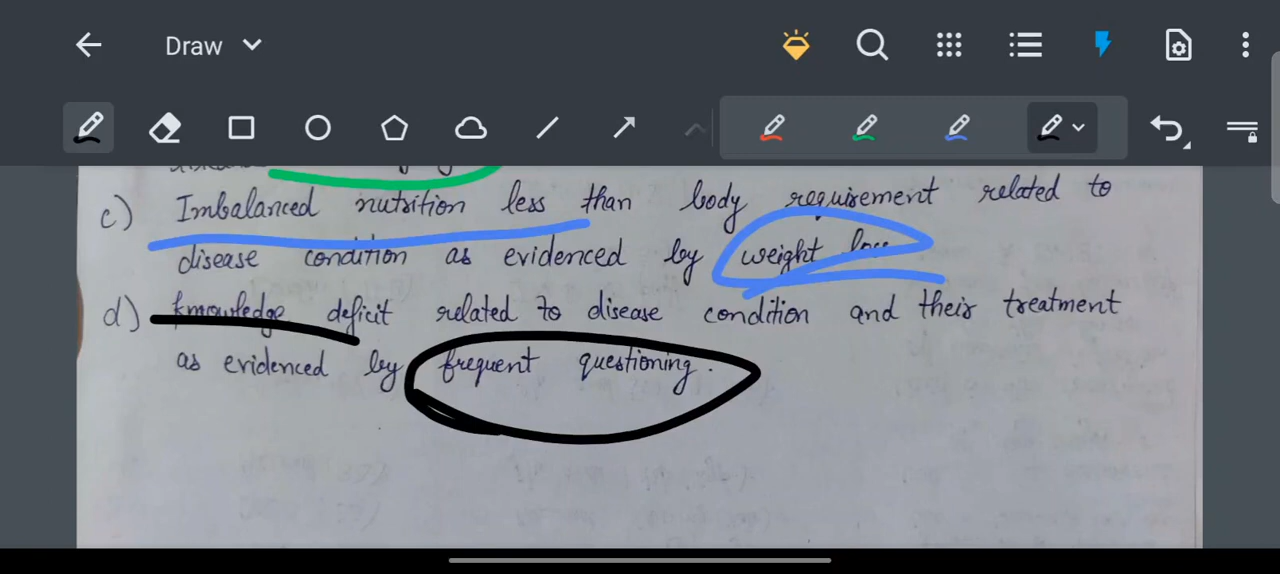 Draw
c) Imbalanced nutrition less than body requirement related to
disease condition as evidenced by weight loss
d) knowledge deficit related to disease condition and their treatment
as evidenced by frequent questioning.